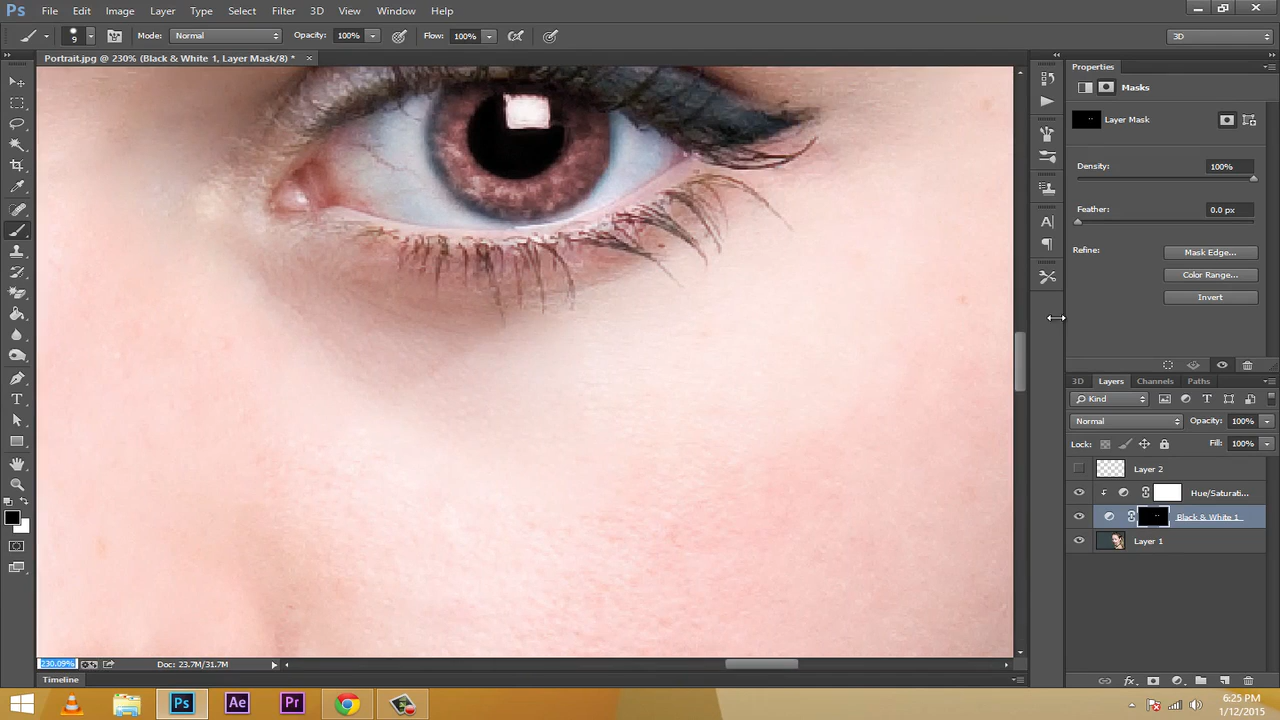 Ps File Edit Image Layer Type Select Filter 3D View Window Help
9 Mode: Normal Opacity: 100% Flow: 100% 3D
Portrait.jpg @ 230% (Black & White 1, Layer Mask/8) * ×
Properties
Masks
Layer Mask
Density: 100%
Feather: 0.0 px
Refine: Mask Edge...
Color Range...
Invert
3D Layers Channels Paths
Kind
Normal Opacity: 100%
Lock: Fill: 100%
Layer 2
Hue/Saturati...
Black & White 1
Layer 1
230.09% Doc: 23.7M/31.7M
Timeline
Ps Ae Pr
6:25 PM
1/12/2015